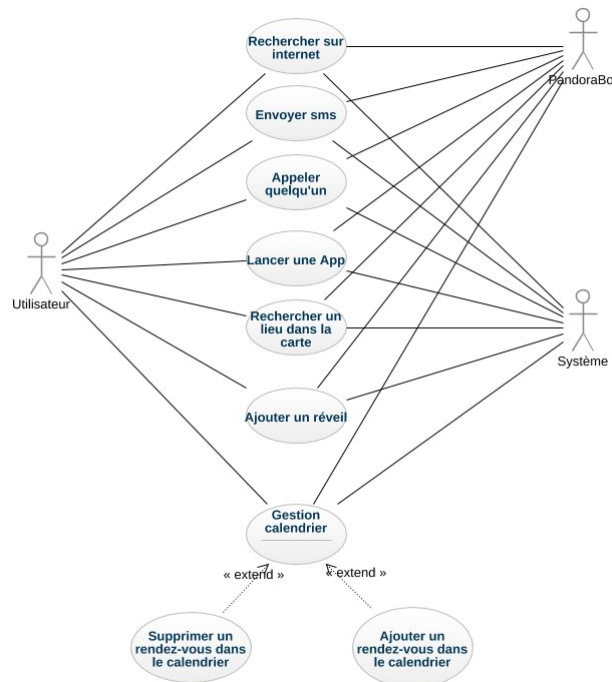 Rechercher sur
internet
PandoraBo
Envoyer sms
Appeler
quelqu'un
Lancer une App
Utilisateur
Rechercher un
lieu dans la
carte
Système
Ajouter un réveil
Gestion
calendrier
« extend »
« extend »
Supprimer un
rendez-vous dans
le calendrier
Ajouter un
rendez-vous dans
le calendrier